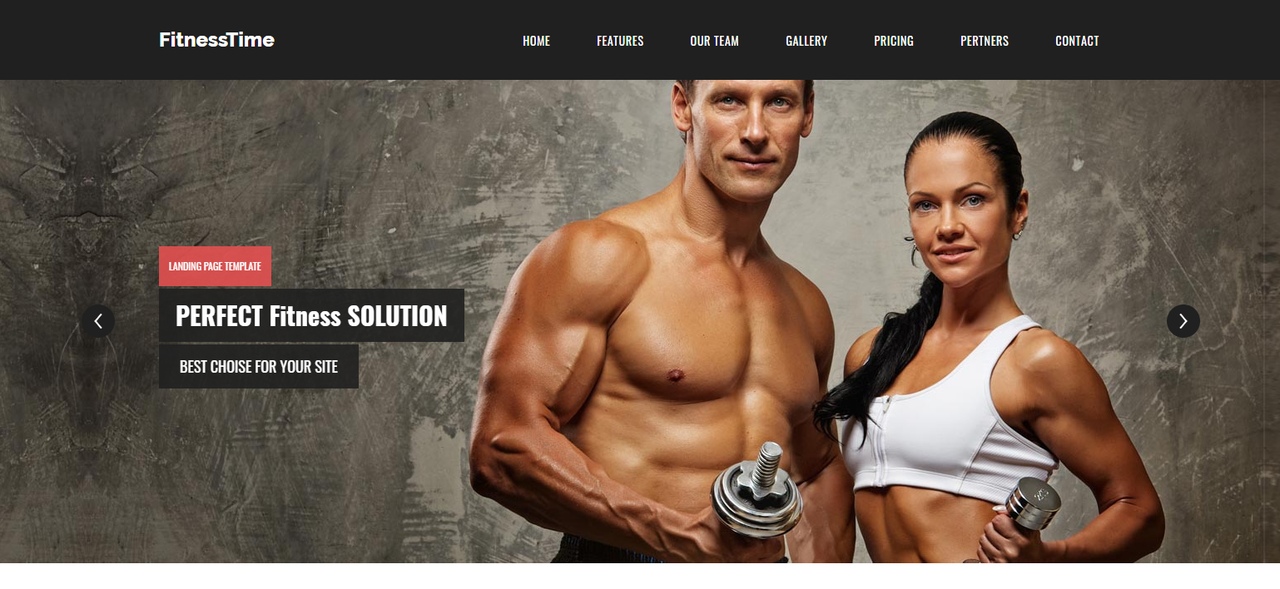 FitnessTime
HOME FEATURES OUR TEAM GALLERY PRICING PERTNERS CONTACT
LANDING PAGE TEMPLATE
PERFECT Fitness SOLUTION
BEST CHOISE FOR YOUR SITE